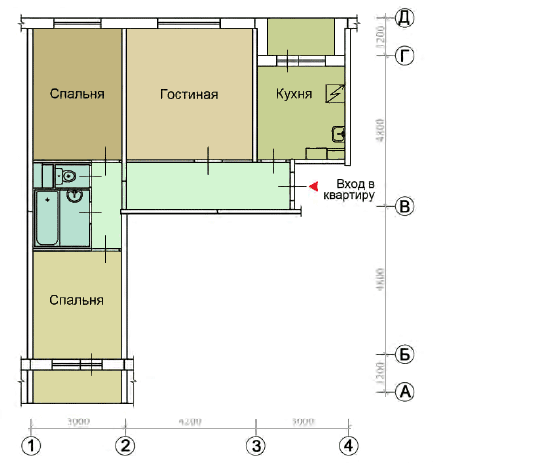 Д
1200
Г
Спальня
Гостиная
Кухня
4800
Вход в
квартиру
В
Спальня
4800
Б
1200
А
3000
4200
3000
1
2
3
4